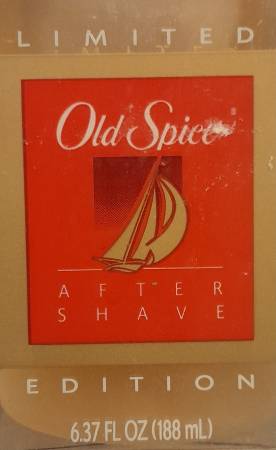 LIMITED
Old Spice
AFTER
SHAVE
EDITION
6.37 FL OZ (188 mL)